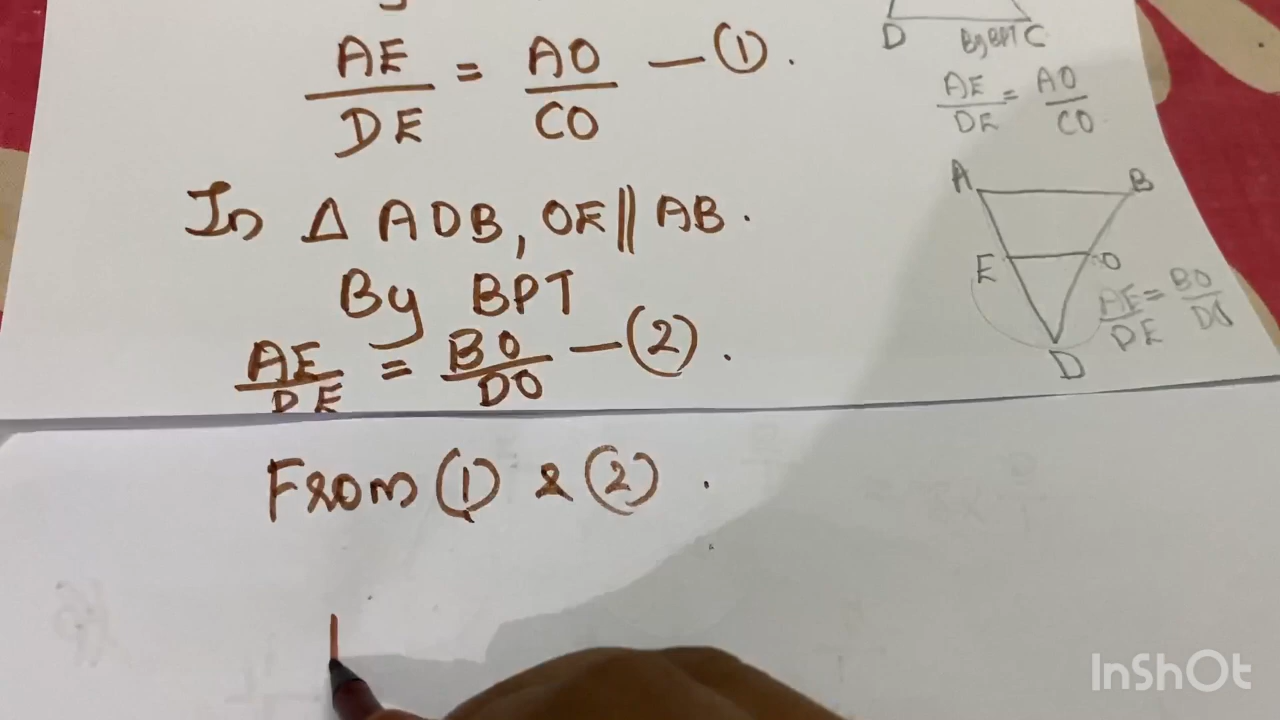 AE/DE = AO/CO — (1).
In Δ ADB, OE || AB.
By BPT
AE/DE = BO/DO — (2).
From (1) & (2).
D By BPT C
AE/DE = AO/CO
A B
E O
AE/DE = BO/DO
D
InShOt